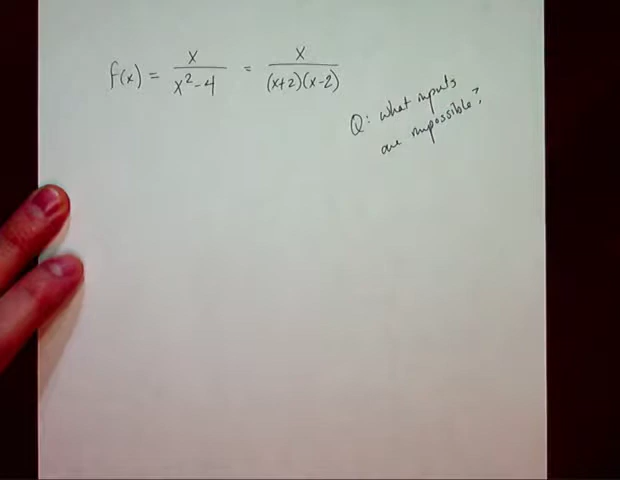 f(x) = x / (x² - 4) = x / ((x+2)(x-2))
Q: what inputs
are impossible?